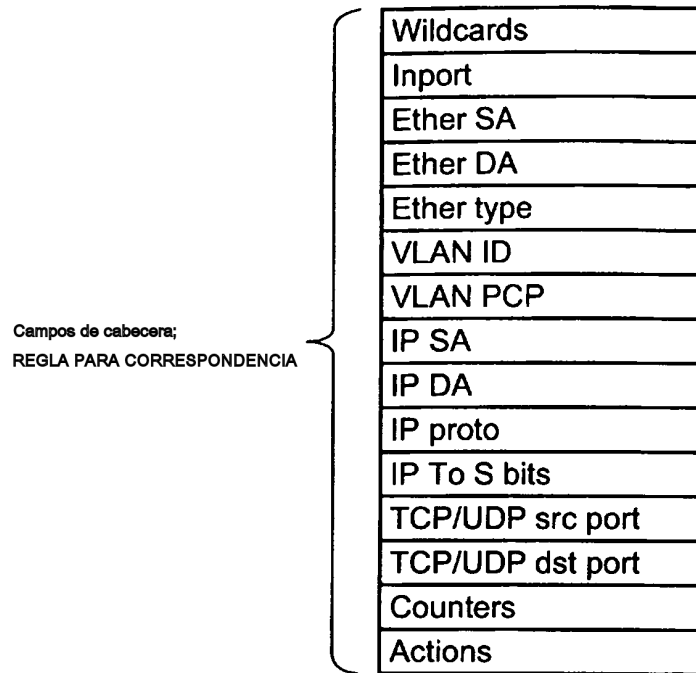 Campos de cabecera;
REGLA PARA CORRESPONDENCIA
Wildcards
Inport
Ether SA
Ether DA
Ether type
VLAN ID
VLAN PCP
IP SA
IP DA
IP proto
IP To S bits
TCP/UDP src port
TCP/UDP dst port
Counters
Actions